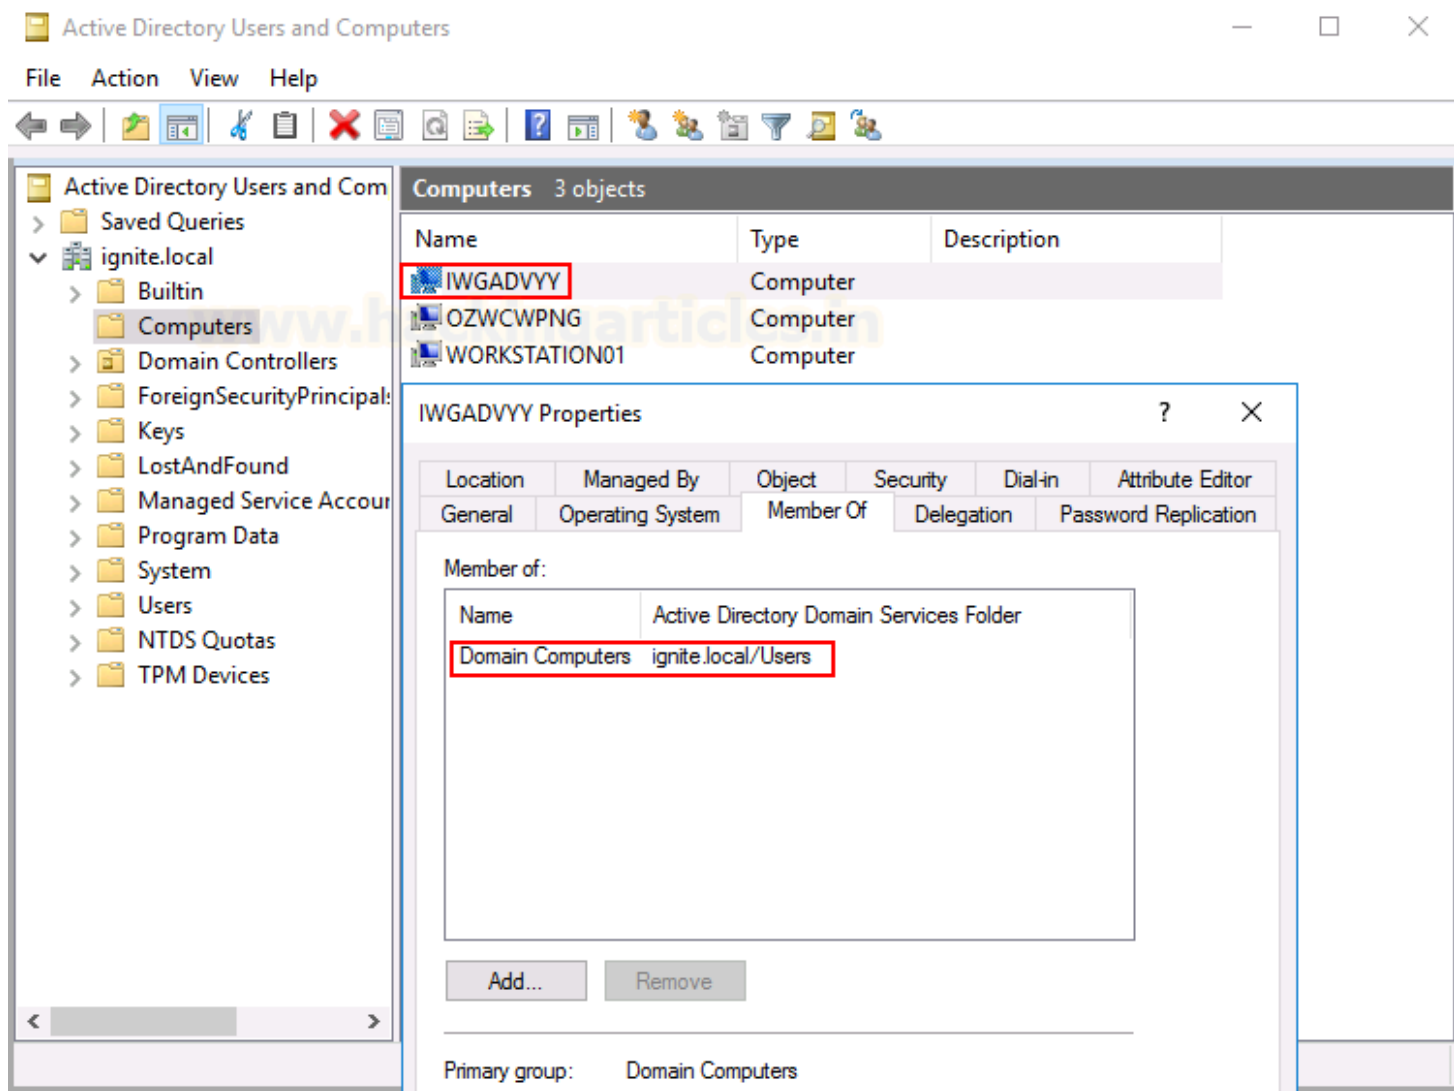 Active Directory Users and Computers
File Action View Help
Active Directory Users and Com
Saved Queries
ignite.local
Builtin
Computers
Domain Controllers
ForeignSecurityPrincipals
Keys
LostAndFound
Managed Service Accour
Program Data
System
Users
NTDS Quotas
TPM Devices
Computers 3 objects
Name Type Description
IWGADVYY Computer
OZWCWPNG Computer
WORKSTATION01 Computer
www.hackingarticles.in
IWGADVYY Properties ?
Location Managed By Object Security Dial-in Attribute Editor
General Operating System Member Of Delegation Password Replication
Member of:
Name Active Directory Domain Services Folder
Domain Computers ignite.local/Users
Add... Remove
Primary group: Domain Computers